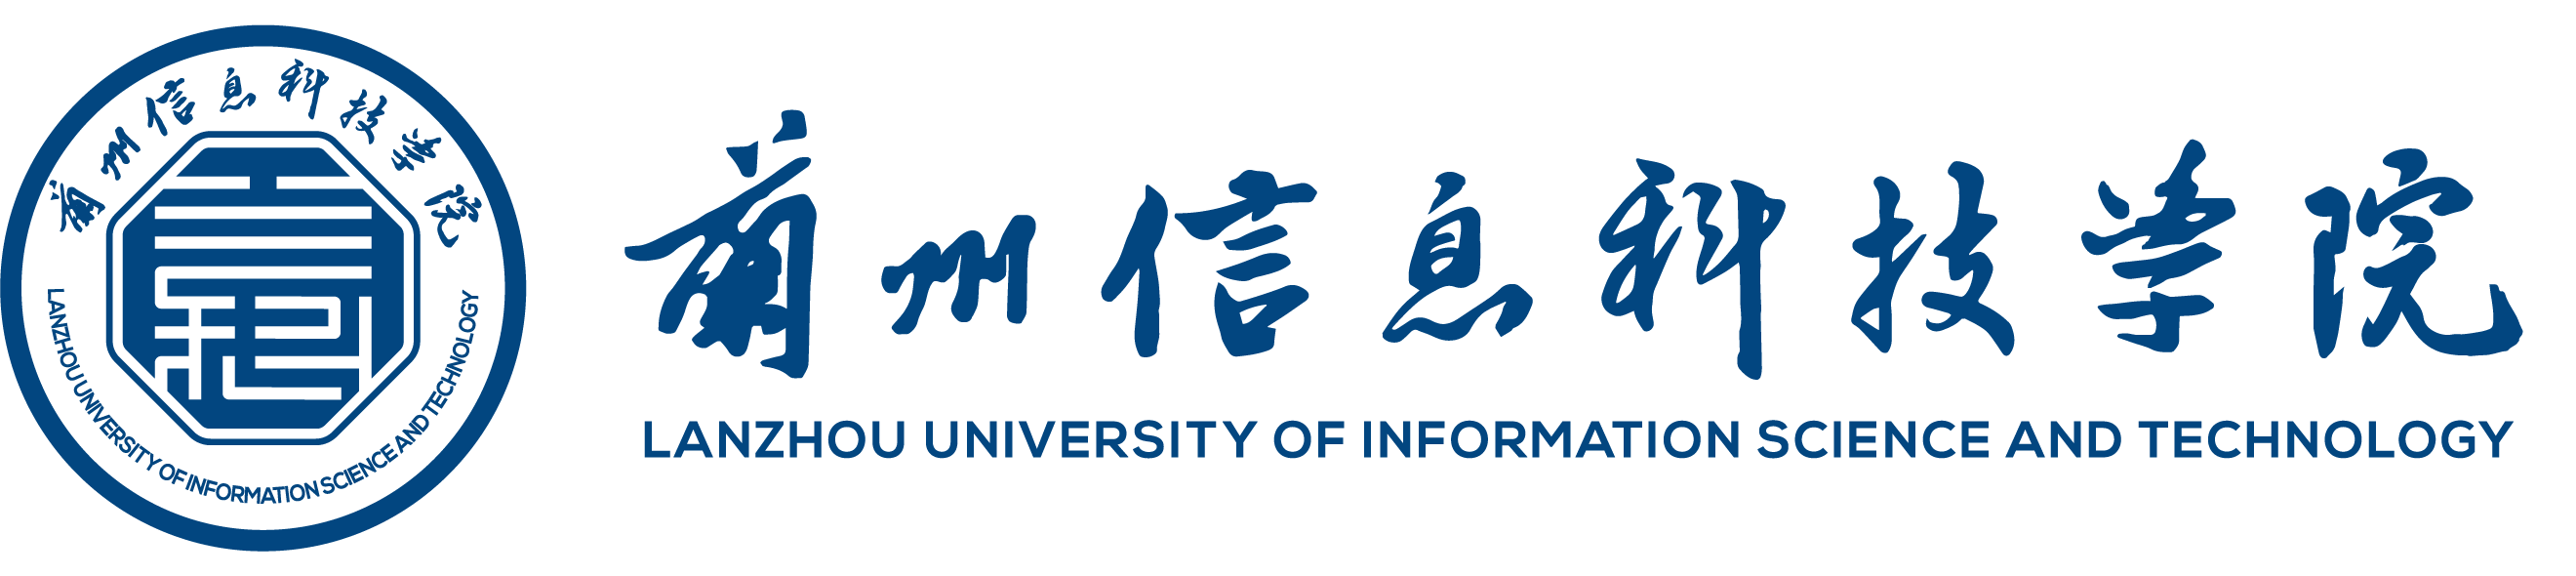 兰州信息科技学院
LANZHOU UNIVERSITY OF INFORMATION SCIENCE AND TECHNOLOGY
兰州信息科技学院
LANZHOU UNIVERSITY OF INFORMATION SCIENCE AND TECHNOLOGY